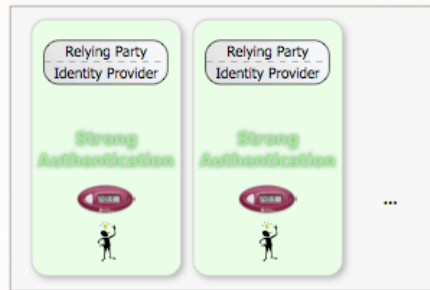 Relying Party
Identity Provider
Strong
Authentication
Relying Party
Identity Provider
Strong
Authentication
...